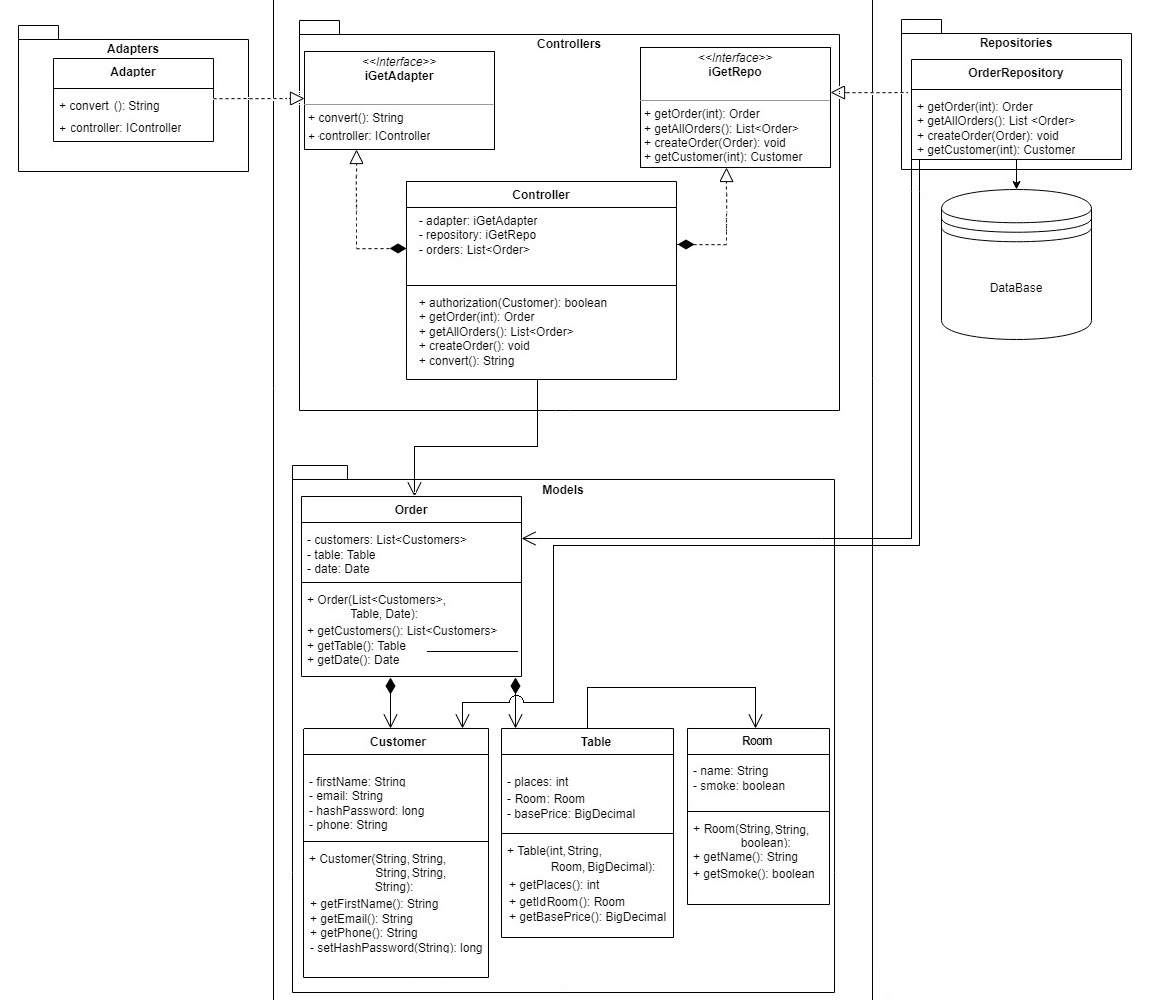 Adapters
Adapter
+ convert (): String
+ controller: IController
Controllers
<<Interface>>
iGetAdapter
+ convert(): String
+ controller: IController
<<Interface>>
iGetRepo
+ getOrder(int): Order
+ getAllOrders(): List<Order>
+ createOrder(Order): void
+ getCustomer(int): Customer
Controller
- adapter: iGetAdapter
- repository: iGetRepo
- orders: List<Order>
+ authorization(Customer): boolean
+ getOrder(int): Order
+ getAllOrders(): List<Order>
+ createOrder(): void
+ convert(): String
Repositories
OrderRepository
+ getOrder(int): Order
+ getAllOrders(): List <Order>
+ createOrder(Order): void
+ getCustomer(int): Customer
DataBase
Models
Order
- customers: List<Customers>
- table: Table
- date: Date
+ Order(List<Customers>,
Table, Date):
+ getCustomers(): List<Customers>
+ getTable(): Table
+ getDate(): Date
Customer
- firstName: String
- email: String
- hashPassword: long
- phone: String
+ Customer(String, String,
String, String,
String):
+ getFirstName(): String
+ getEmail(): String
+ getPhone(): String
- setHashPassword(String): long
Table
- places: int
- Room: Room
- basePrice: BigDecimal
+ Table(int, String,
Room, BigDecimal):
+ getPlaces(): int
+ getIdRoom(): Room
+ getBasePrice(): BigDecimal
Room
- name: String
- smoke: boolean
+ Room(String, String,
boolean):
+ getName(): String
+ getSmoke(): boolean